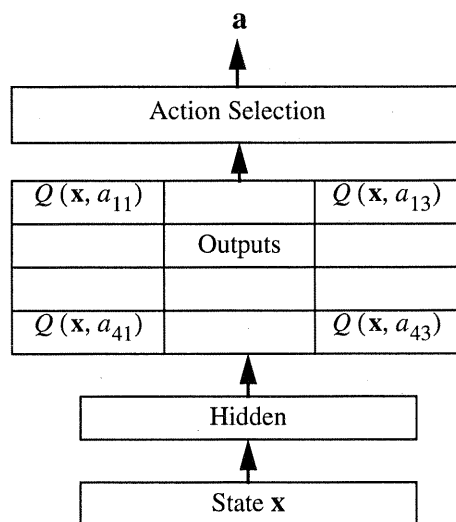 a
Action Selection
Q (x, a11) Q (x, a13)
Outputs
Q (x, a41) Q (x, a43)
Hidden
State x